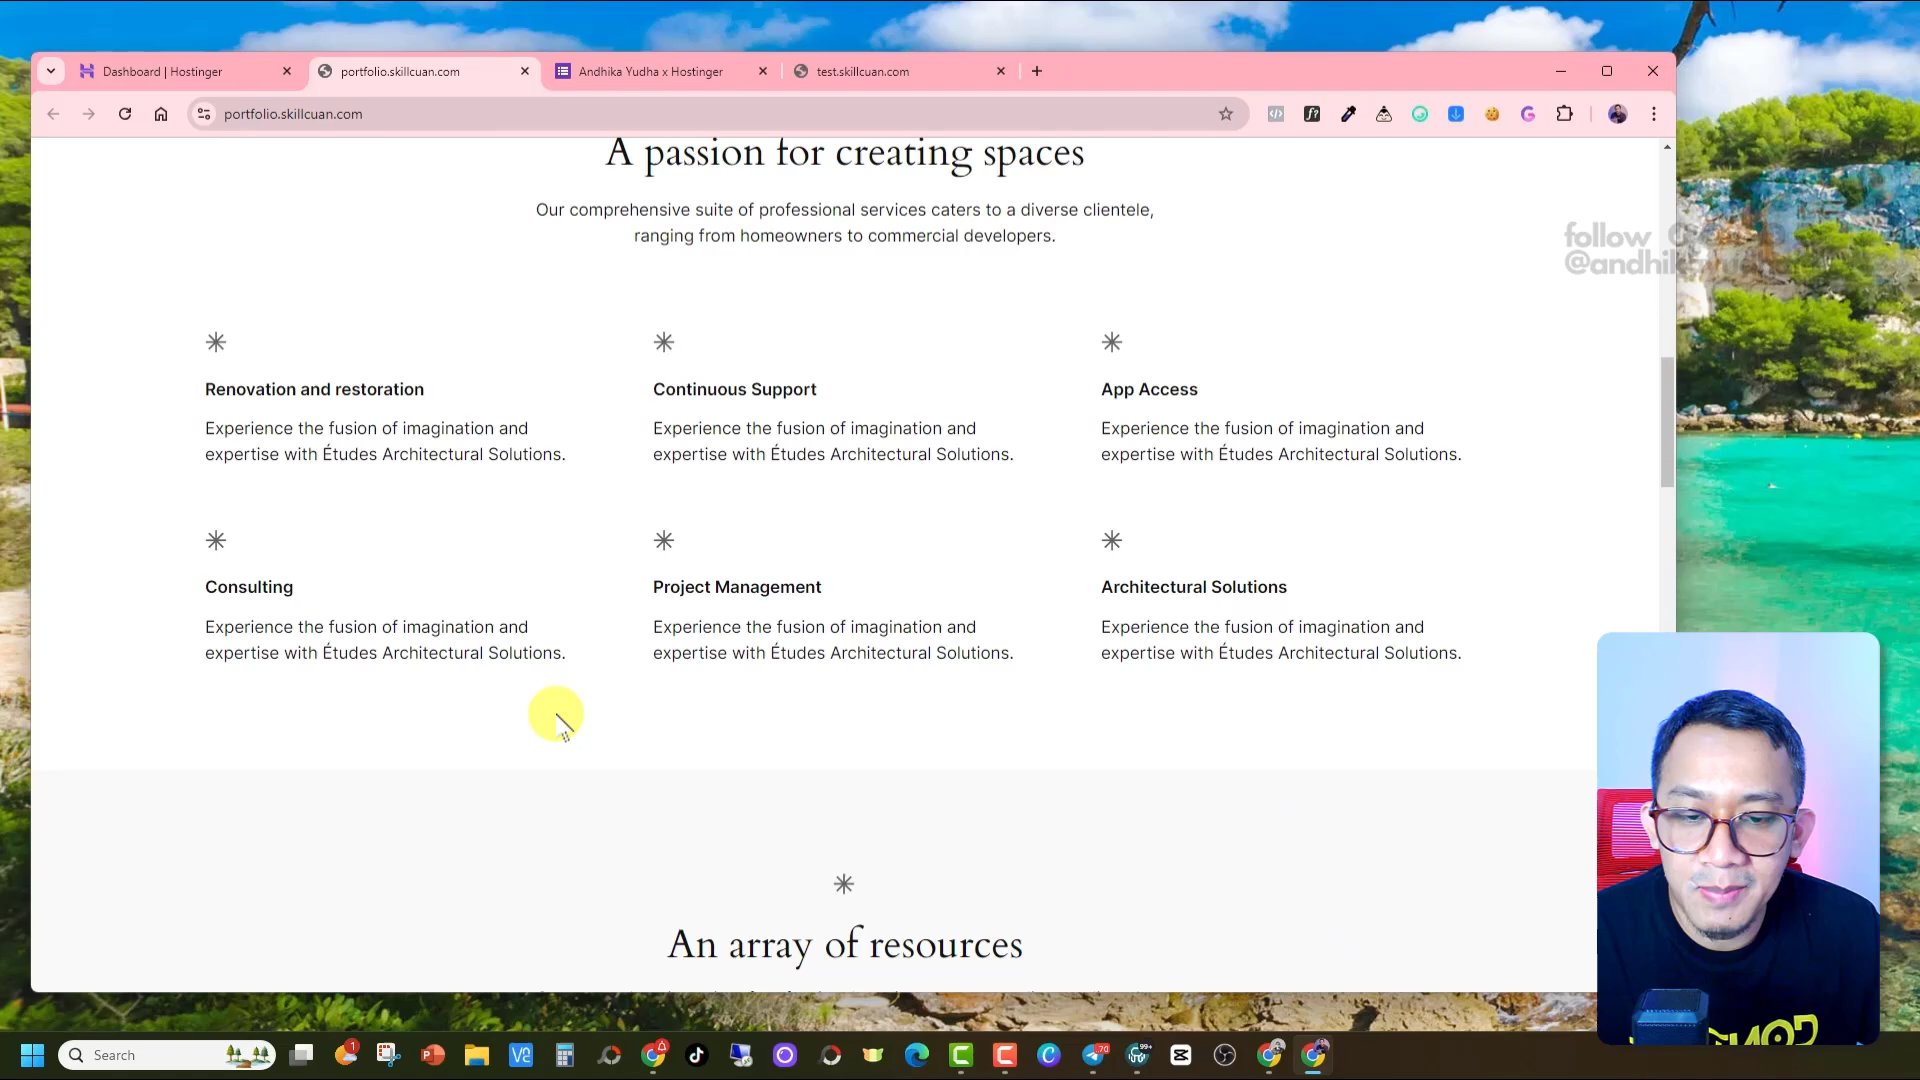 Dashboard | Hostinger
portfolio.skillcuan.com
Andhika Yudha x Hostinger
test.skillcuan.com
portfolio.skillcuan.com
A passion for creating spaces
Our comprehensive suite of professional services caters to a diverse clientele,
ranging from homeowners to commercial developers.
follow
Renovation and restoration
Experience the fusion of imagination and
expertise with Études Architectural Solutions.
Continuous Support
Experience the fusion of imagination and
expertise with Études Architectural Solutions.
App Access
Experience the fusion of imagination and
expertise with Études Architectural Solutions.
Consulting
Experience the fusion of imagination and
expertise with Études Architectural Solutions.
Project Management
Experience the fusion of imagination and
expertise with Études Architectural Solutions.
Architectural Solutions
Experience the fusion of imagination and
expertise with Études Architectural Solutions.
An array of resources
Search